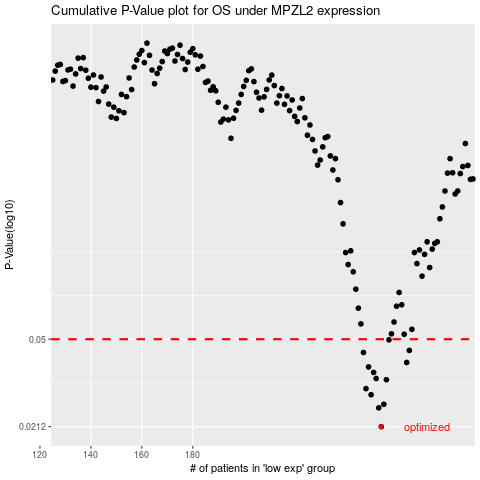 Cumulative P-Value plot for OS under MPZL2 expression
P-Value(log10)
0.05
0.0212
optimized
120 140 160 180
# of patients in 'low exp' group